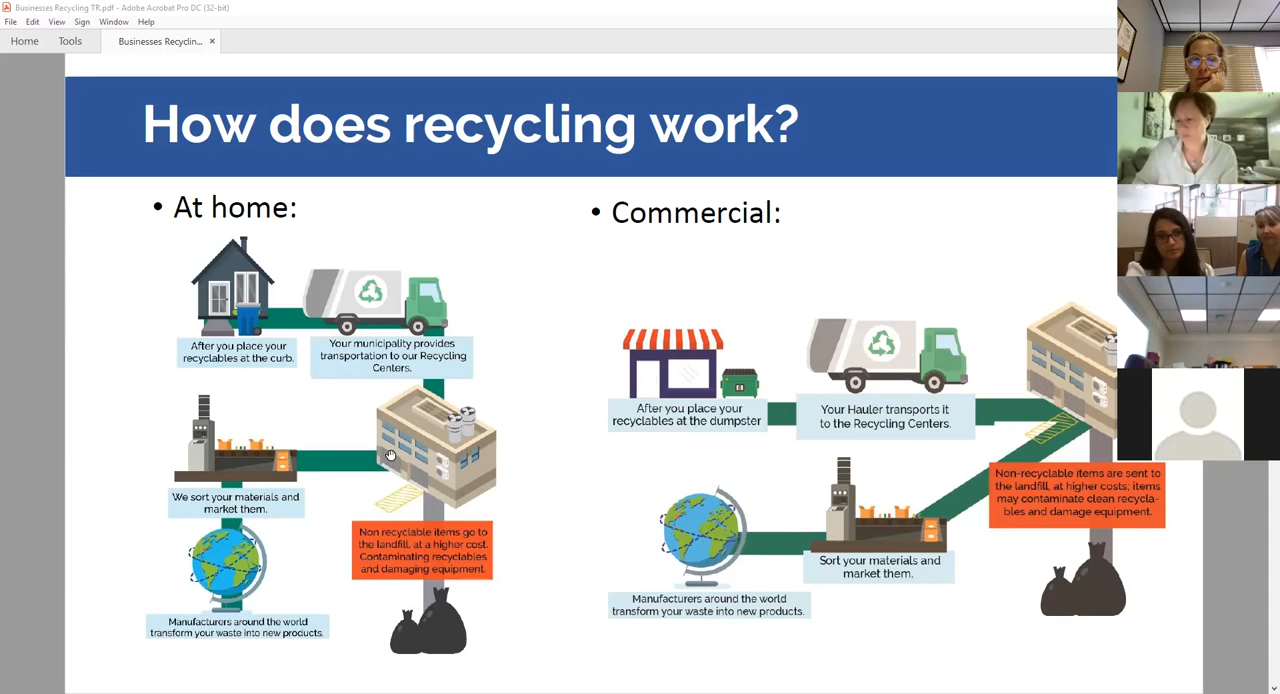 Businesses Recycling TR.pdf - Adobe Acrobat Pro DC (32-bit)
File Edit View Sign Window Help
Home Tools Businesses Recyclin... ×
How does recycling work?
• At home:
After you place your
recyclables at the curb.
Your municipality provides
transportation to our Recycling
Centers.
We sort your materials and
market them.
Non recyclable items go to
the landfill, at a higher cost.
Contaminating recyclables
and damaging equipment.
Manufacturers around the world
transform your waste into new products.
• Commercial:
After you place your
recyclables at the dumpster
Your Hauler transports it
to the Recycling Centers.
Non-recyclable items are sent to
the landfill, at higher costs; items
may contaminate clean recycla-
bles and damage equipment.
Sort your materials and
market them.
Manufacturers around the world
transform your waste into new products.